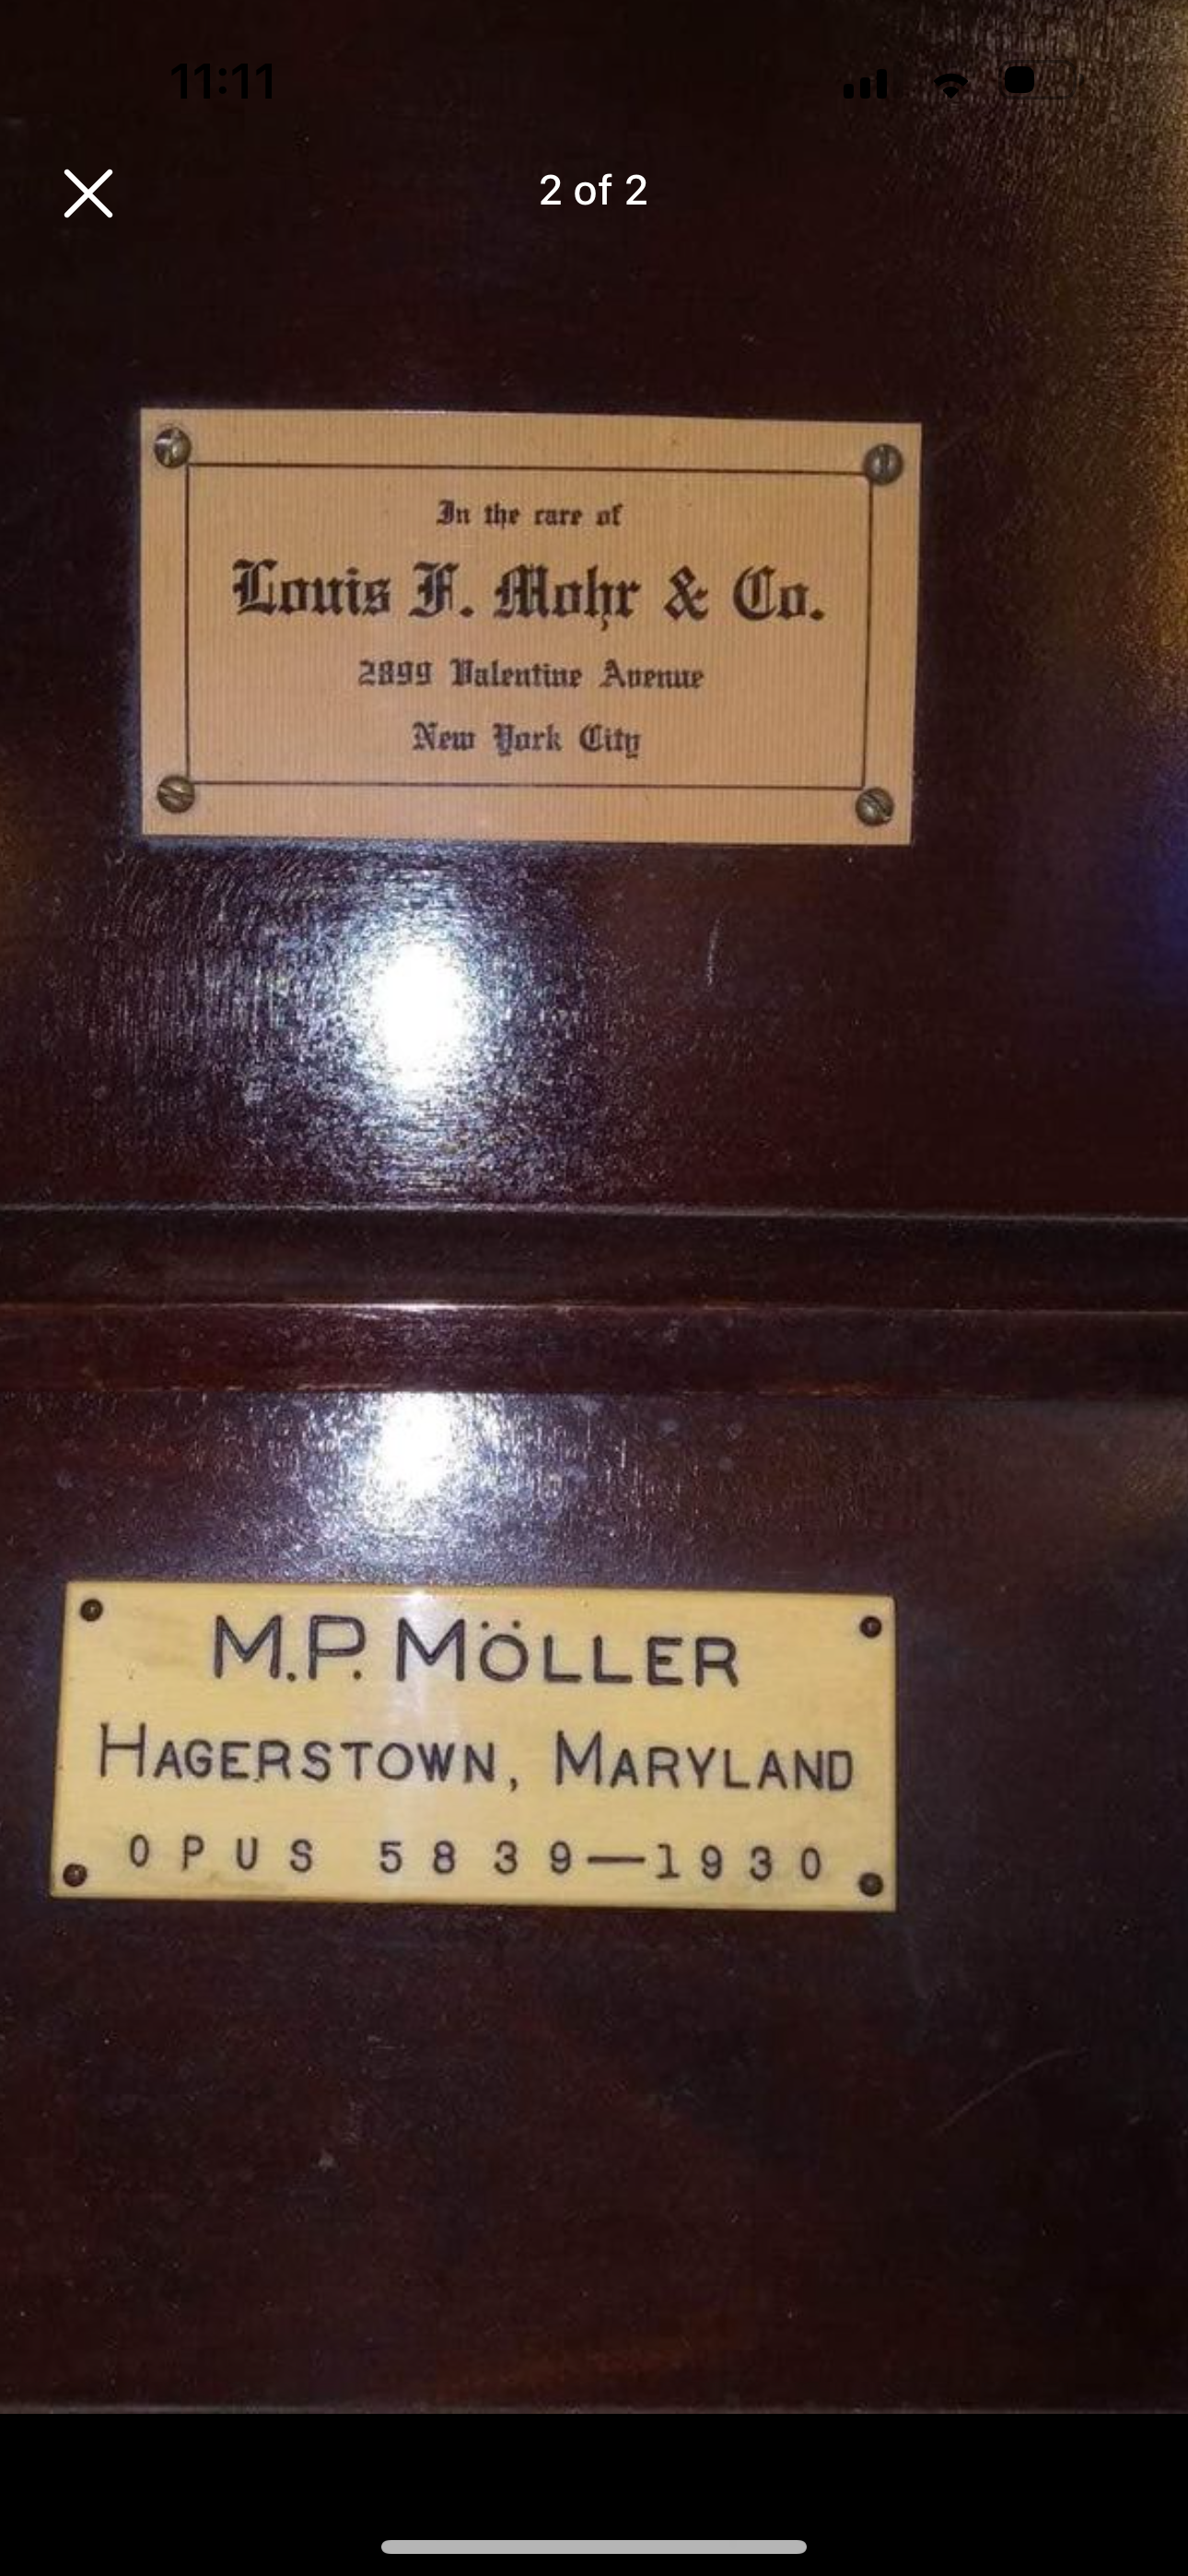 11:11
2 of 2
In the care of
Louis F. Mohr & Co.
2899 Valentine Avenue
New York City
M.P. MÖLLER
HAGERSTOWN, MARYLAND
OPUS 5839—1930